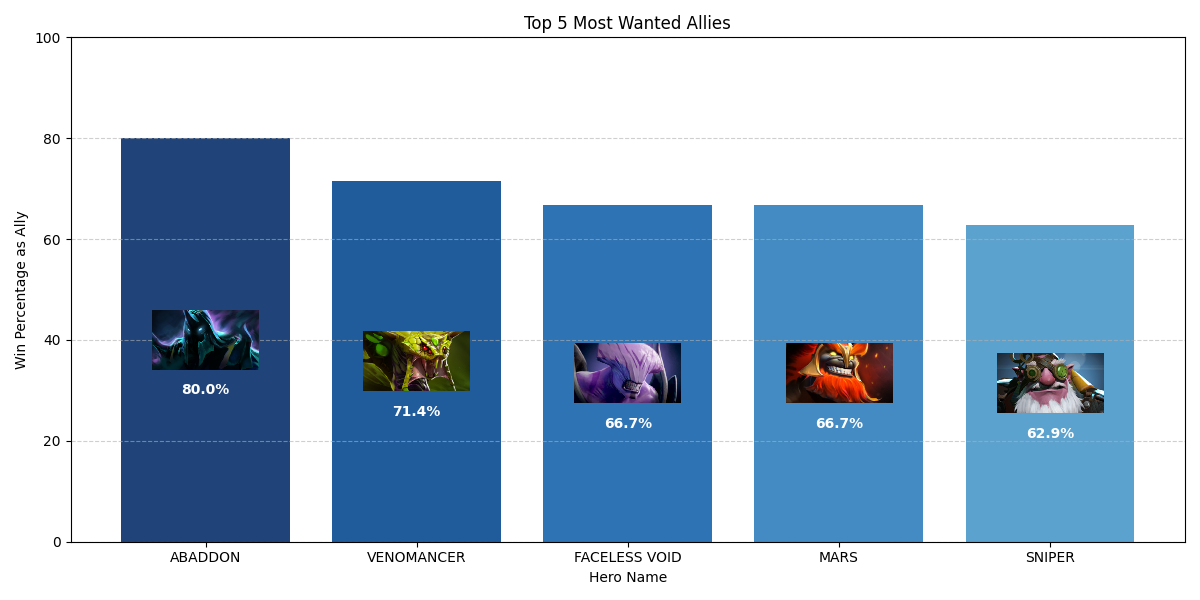 Top 5 Most Wanted Allies
Win Percentage as Ally
100
80
60
40
20
0
80.0%
71.4%
66.7%
66.7%
62.9%
ABADDON
VENOMANCER
FACELESS VOID
MARS
SNIPER
Hero Name